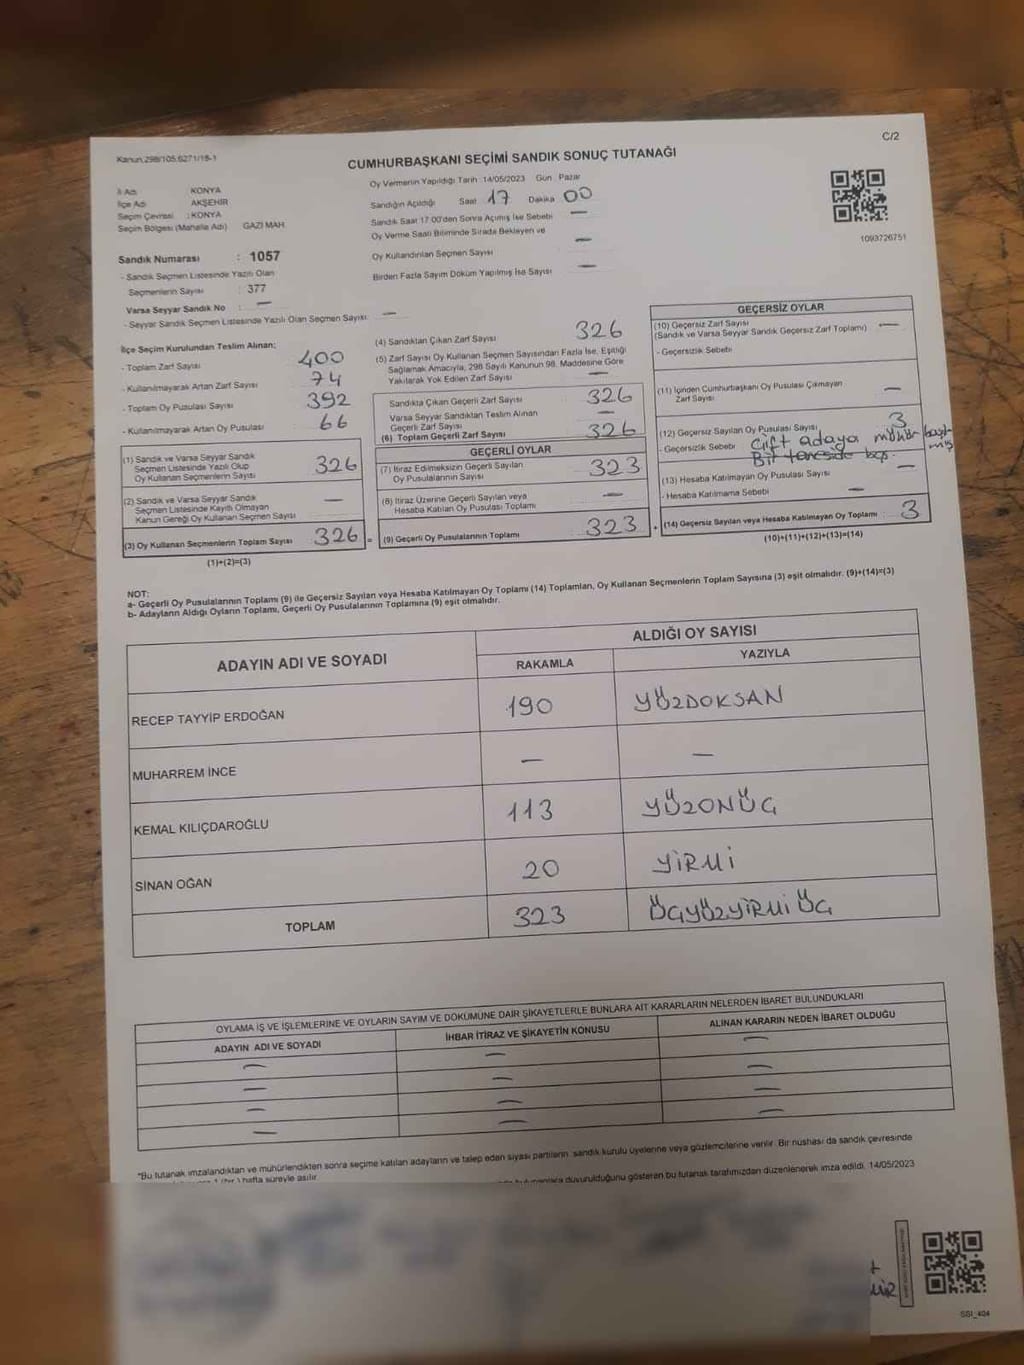 Kanun.298/105.6271/18-1
C/2
CUMHURBAŞKANI SEÇİMİ SANDIK SONUÇ TUTANAĞI
İl Adı KONYA
İlçe Adı AKŞEHİR
Seçim Çevresi : KONYA
Seçim Bölgesi (Mahalle Adı) GAZİ MAH.
Oy Vermenin Yapıldığı Tarih :14/05/2023 Gün : Pazar
Sandığın Açıldığı Saat 17 Dakika 00
Sandık Saat 17.00'den Sonra Açılmış İse Sebebi —
Oy Verme Saati Bitiminde Sırada Bekleyen ve
Oy Kullandırılan Seçmen Sayısı —
Birden Fazla Sayım Döküm Yapılmış İse Sayısı —
1093726751
Sandık Numarası : 1057
- Sandık Seçmen Listesinde Yazılı Olan
Seçmenlerin Sayısı : 377
Varsa Seyyar Sandık No : —
- Seyyar Sandık Seçmen Listesinde Yazılı Olan Seçmen Sayısı: —
İlçe Seçim Kurulundan Teslim Alınan;
- Toplam Zarf Sayısı 400
- Kullanılmayarak Artan Zarf Sayısı 74
- Toplam Oy Pusulası Sayısı 392
- Kullanılmayarak Artan Oy Pusulası 66
(1) Sandık ve Varsa Seyyar Sandık
Seçmen Listesinde Yazılı Olup
Oy Kullanan Seçmenlerin Sayısı 326
(2) Sandık ve Varsa Seyyar Sandık
Seçmen Listesinde Kayıtlı Olmayan
Kanun Gereği Oy Kullanan Seçmen Sayısı —
(3) Oy Kullanan Seçmenlerin Toplam Sayısı 326 =
(1)+(2)=(3)
(4) Sandıktan Çıkan Zarf Sayısı 326
(5) Zarf Sayısı Oy Kullanan Seçmen Sayısından Fazla İse, Eşitliği
Sağlamak Amacıyla, 298 Sayılı Kanunun 98. Maddesine Göre
Yakılarak Yok Edilen Zarf Sayısı —
Sandıkta Çıkan Geçerli Zarf Sayısı 326
Varsa Seyyar Sandıktan Teslim Alınan
Geçerli Zarf Sayısı —
(6) Toplam Geçerli Zarf Sayısı 326
GEÇERLİ OYLAR
(7) İtiraz Edilmeksizin Geçerli Sayılan
Oy Pusulalarının Sayısı 323
(8) İtiraz Üzerine Geçerli Sayılan veya
Hesaba Katılan Oy Pusulası Toplamı —
(9) Geçerli Oy Pusulalarının Toplamı 323 +
GEÇERSİZ OYLAR
(10) Geçersiz Zarf Sayısı
(Sandık ve Varsa Seyyar Sandık Geçersiz Zarf Toplamı) —
- Geçersizlik Sebebi
(11) İçinden Cumhurbaşkanı Oy Pusulası Çıkmayan
Zarf Sayısı —
(12) Geçersiz Sayılan Oy Pusulası Sayısı 3
- Geçersizlik Sebebi Çift adaya mühür basılmış
Bir tanesıde boş.
(13) Hesaba Katılmayan Oy Pusulası Sayısı —
- Hesaba Katılmama Sebebi —
(14) Geçersiz Sayılan veya Hesaba Katılmayan Oy Toplamı 3
(10)+(11)+(12)+(13)=(14)
NOT:
a- Geçerli Oy Pusulalarının Toplamı (9) ile Geçersiz Sayılan veya Hesaba Katılmayan Oy Toplamı (14) Toplamları, Oy Kullanan Seçmenlerin Toplam Sayısına (3) eşit olmalıdır. (9)+(14)=(3)
b- Adayların Aldığı Oyların Toplamı, Geçerli Oy Pusulalarının Toplamına (9) eşit olmalıdır.
ADAYIN ADI VE SOYADI
ALDIĞI OY SAYISI
RAKAMLA YAZIYLA
RECEP TAYYİP ERDOĞAN 190 YÜZDOKSAN
MUHARREM İNCE — —
KEMAL KILIÇDAROĞLU 113 YÜZONÜÇ
SİNAN OĞAN 20 YİRMİ
TOPLAM 323 ÜÇYÜZYİRMİÜÇ
OYLAMA İŞ VE İŞLEMLERİNE VE OYLARIN SAYIM VE DÖKÜMÜNE DAİR ŞİKAYETLERLE BUNLARA AİT KARARLARIN NELERDEN İBARET BULUNDUKLARI
ADAYIN ADI VE SOYADI İHBAR İTİRAZ VE ŞİKAYETİN KONUSU ALINAN KARARIN NEDEN İBARET OLDUĞU
— — —
— — —
— — —
— — —
*Bu tutanak imzalandıktan ve mühürlendikten sonra seçime katılan adayların ve talep eden siyasi partilerin, sandık kurulu üyelerine veya gözlemcilerine verilir. Bir nüshası da sandık çevresinde
1 (bir) hafta süreyle asılır.
duyurulduğunu gösteren bu tutanak tarafımızdan düzenlenerek imza edildi. 14/05/2023
SSI_404